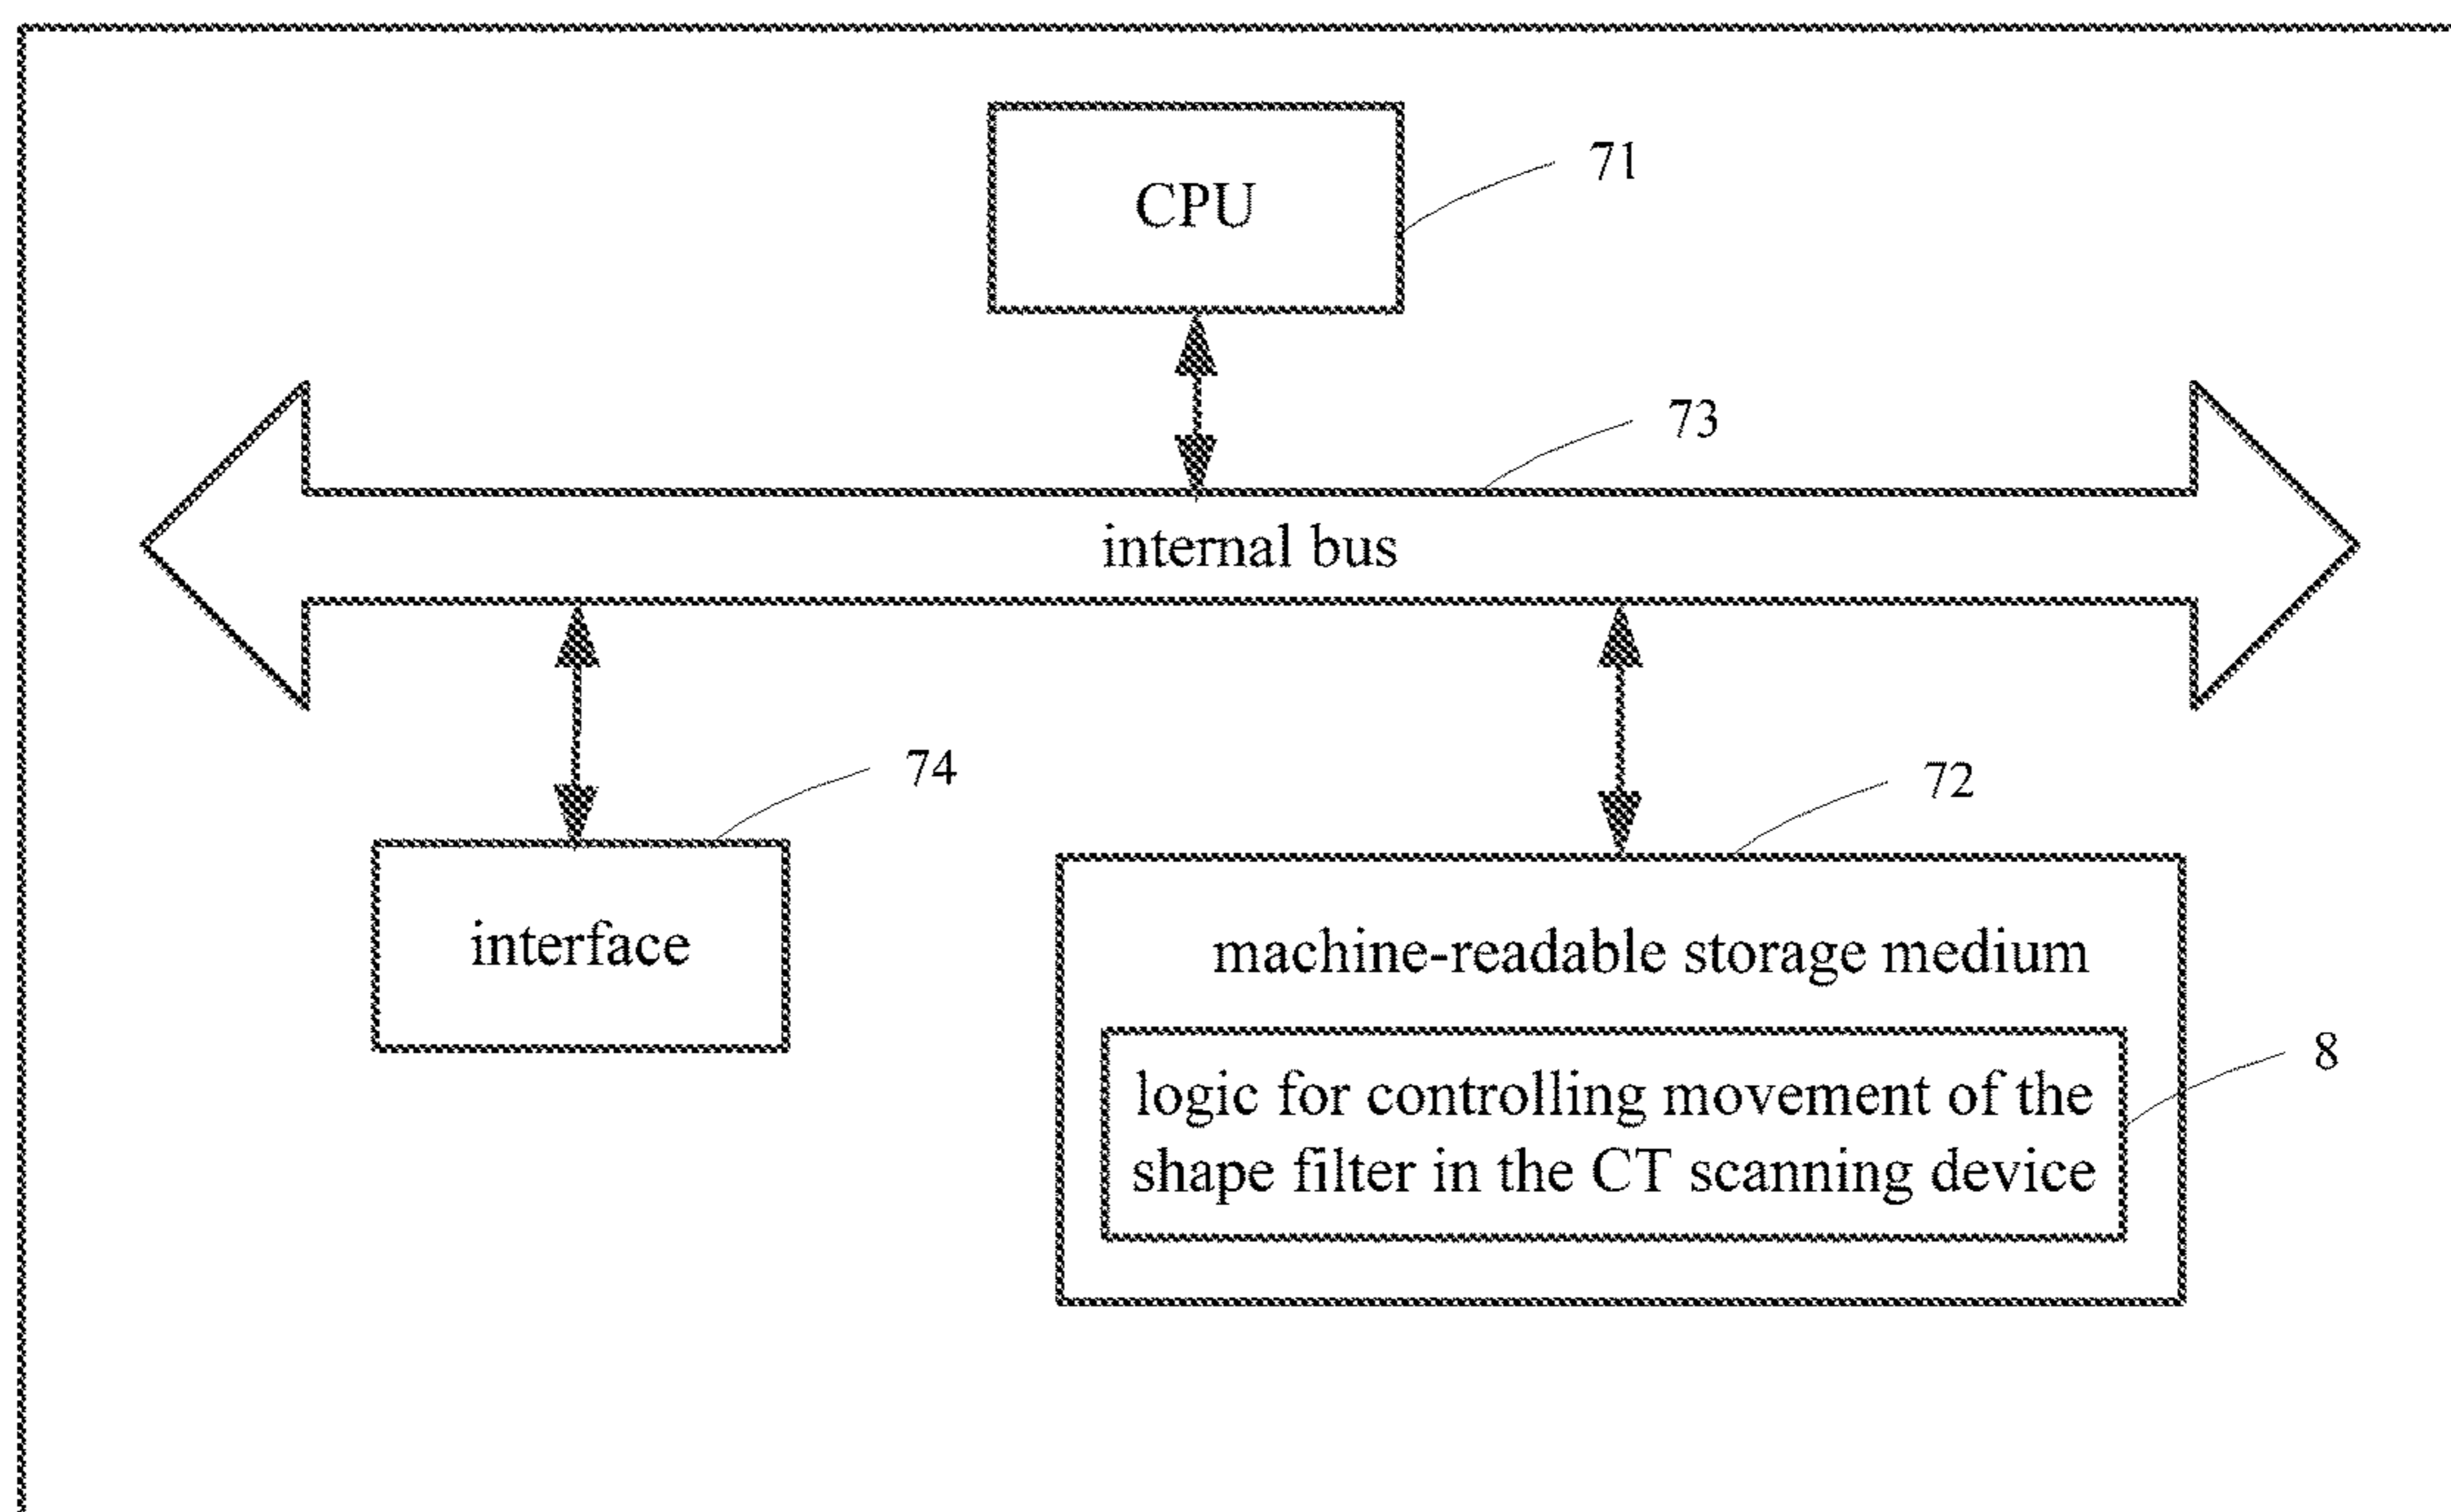 CPU
71
73
internal bus
74
72
interface
machine-readable storage medium
8
logic for controlling movement of the
shape filter in the CT scanning device